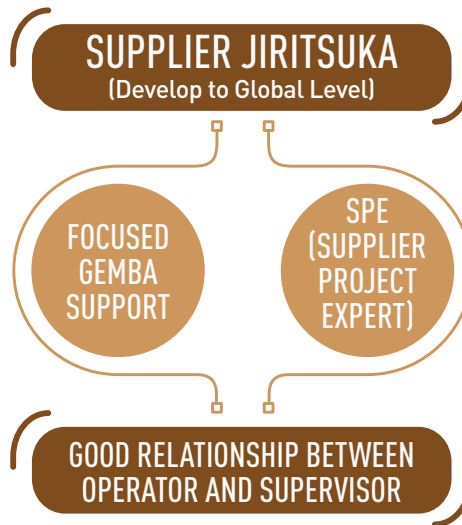 SUPPLIER JIRITSUKA
(Develop to Global Level)
FOCUSED
GEMBA
SUPPORT
SPE
(SUPPLIER
PROJECT
EXPERT)
GOOD RELATIONSHIP BETWEEN
OPERATOR AND SUPERVISOR